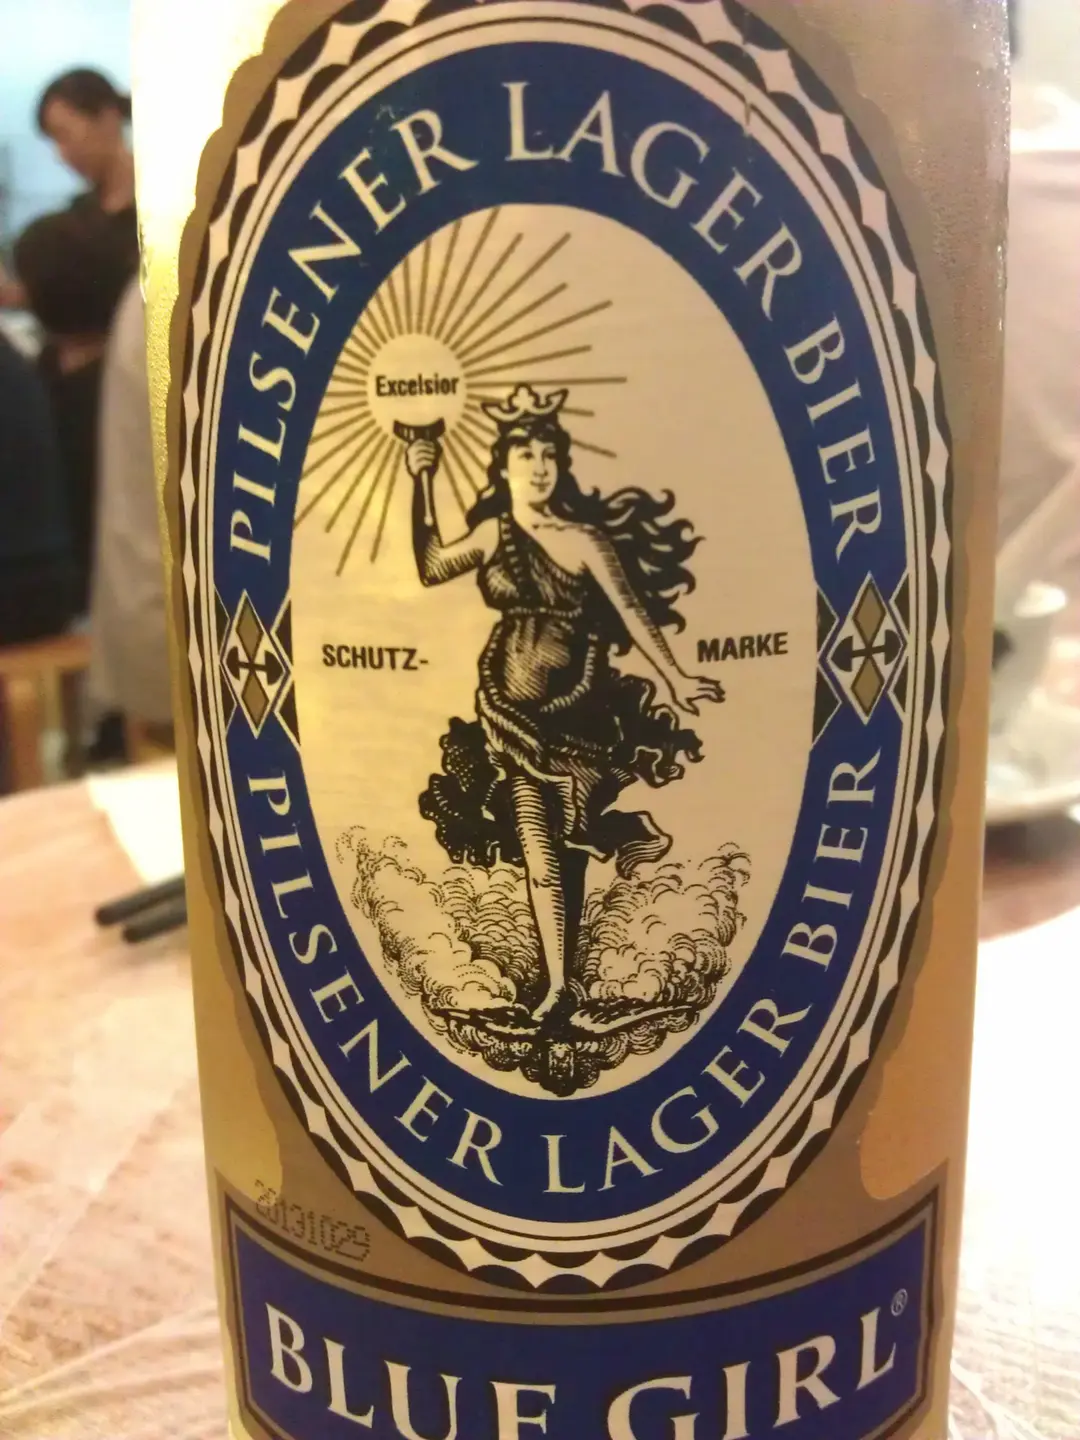 PILSENER LAGER BIER
Excelsior
SCHUTZ- MARKE
PILSENER LAGER BIER
20131029
BLUE GIRL®